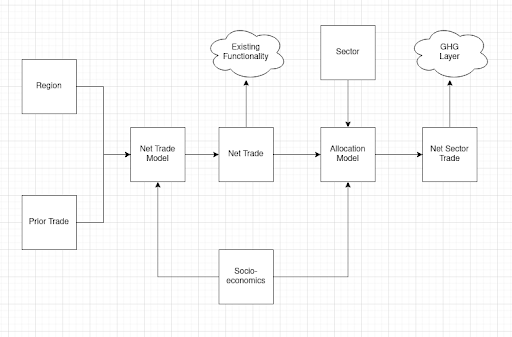 Existing
Functionality
GHG
Layer
Sector
Region
Net Trade
Model
Net Trade
Allocation
Model
Net Sector
Trade
Prior Trade
Socio-
economics